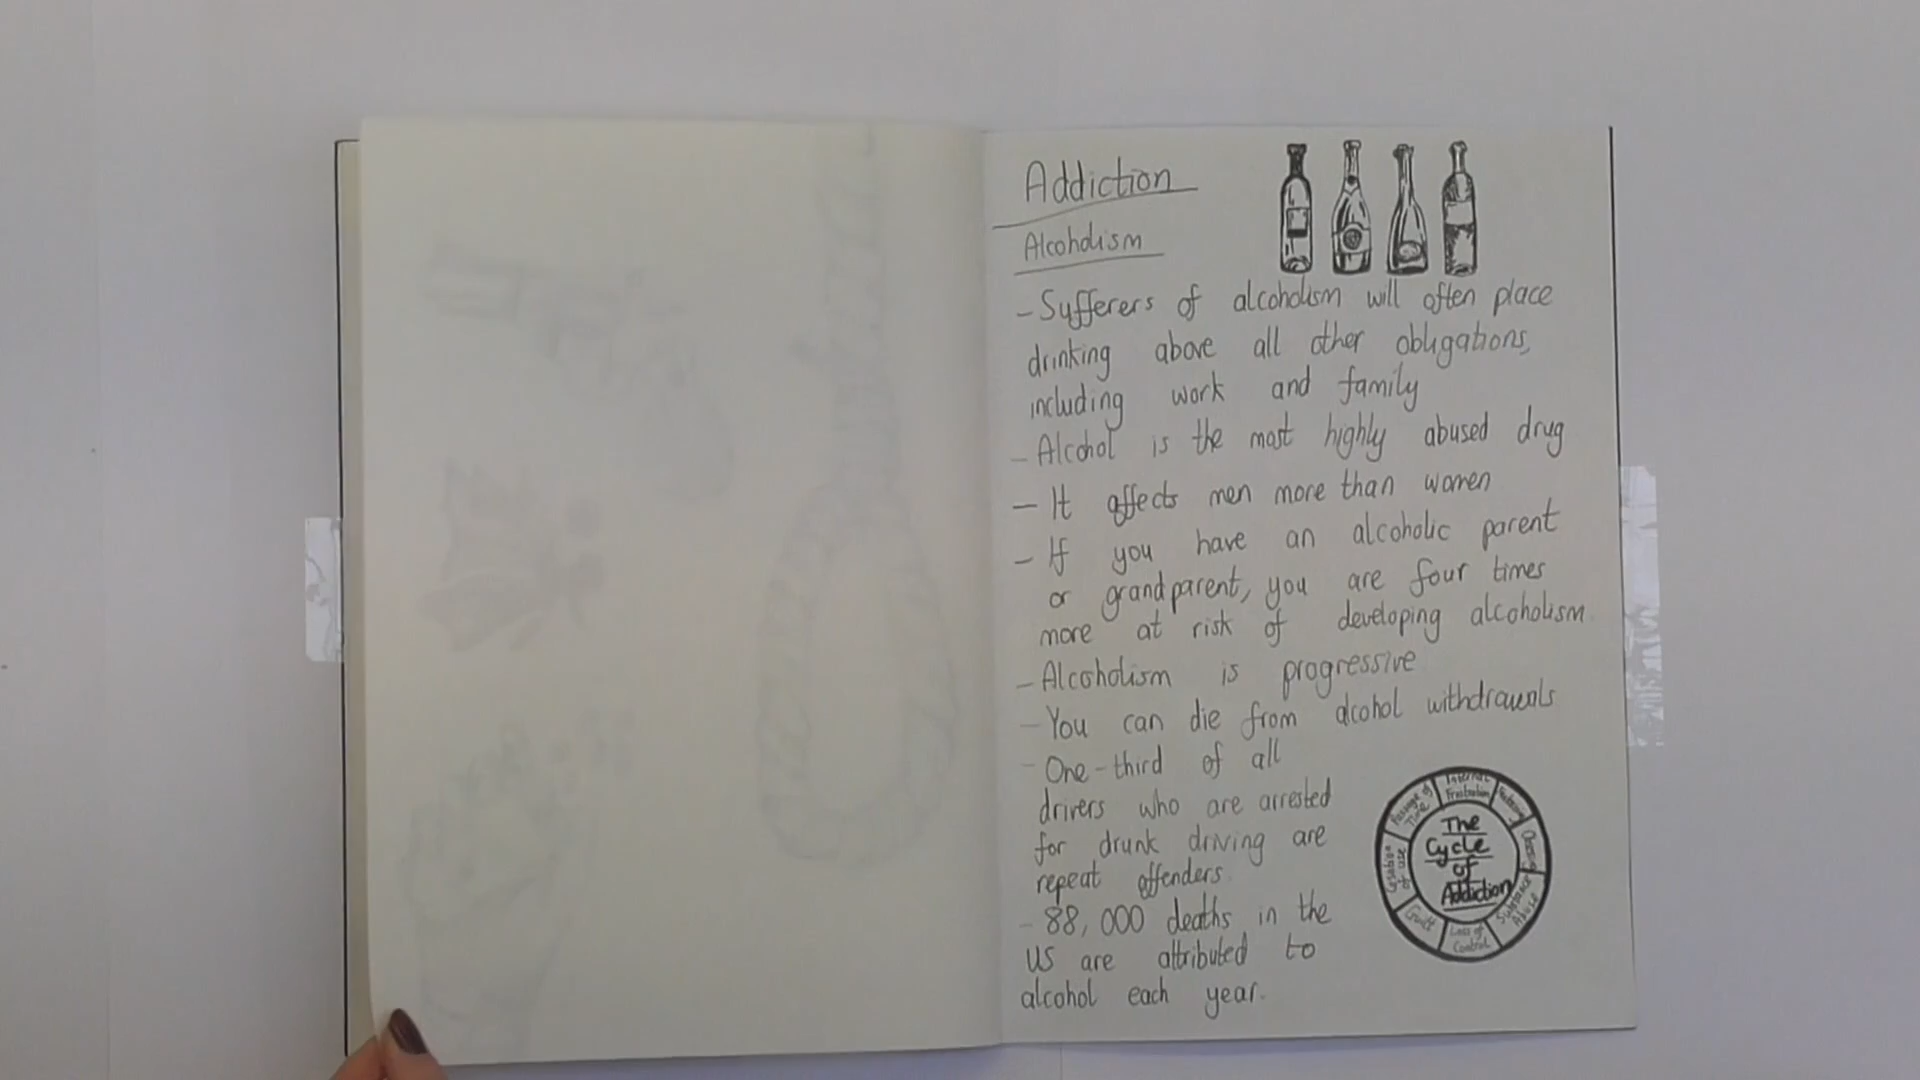 Addiction
Alcoholism
- Sufferers of alcoholism will often place
drinking above all other obligations,
including work and family
- Alcohol is the most highly abused drug
- It affects men more than women
- If you have an alcoholic parent
or grandparent, you are four times
more at risk of developing alcoholism
- Alcoholism is progressive
- You can die from alcohol withdrawals
- One-third of all
drivers who are arrested
for drunk driving are
repeat offenders
- 88,000 deaths in the
US are attributed to
alcohol each year.
The
Cycle
of
Addiction
Internal
Frustration
Substance
Abuse
Loss of
Control
Guilt
of use
Passage of
Time